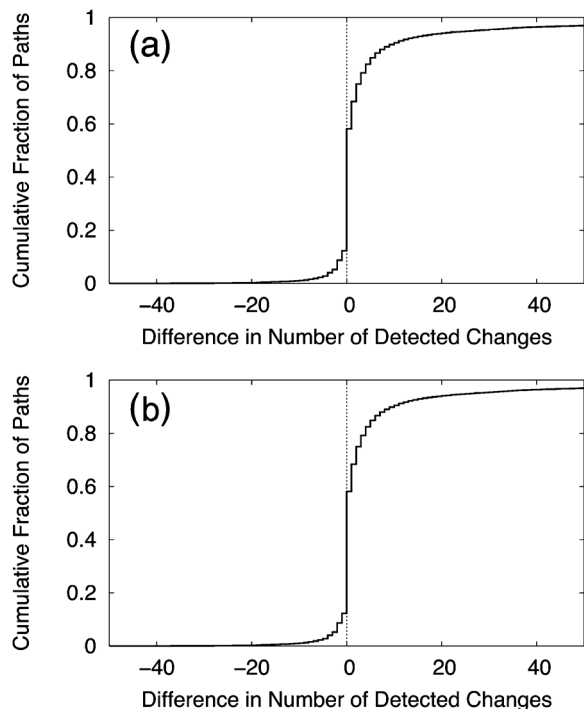 (a)
Cumulative Fraction of Paths
1
0.8
0.6
0.4
0.2
0
−40 −20 0 20 40
Difference in Number of Detected Changes
(b)
Cumulative Fraction of Paths
1
0.8
0.6
0.4
0.2
0
−40 −20 0 20 40
Difference in Number of Detected Changes